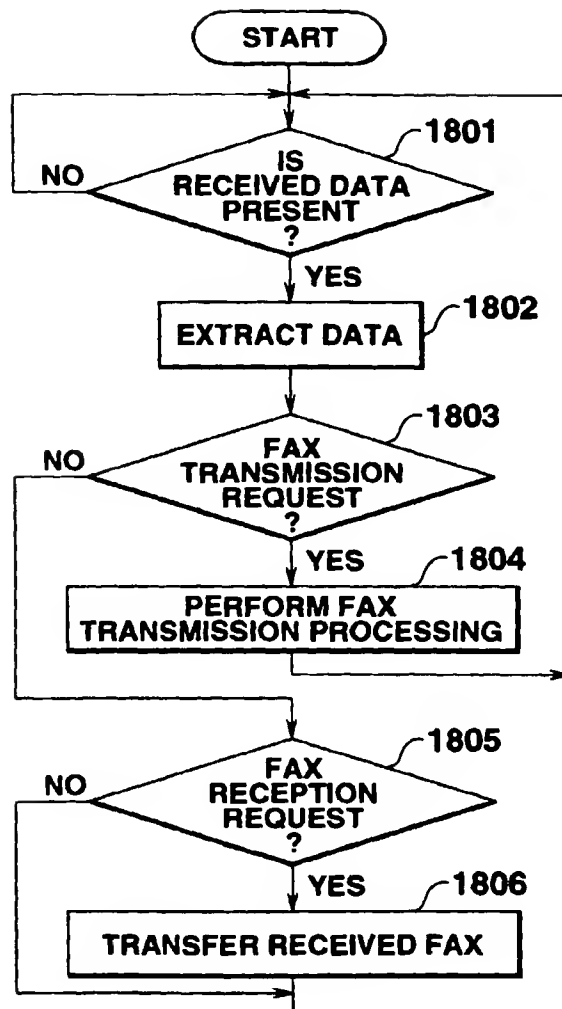 START
1801
IS
RECEIVED DATA
PRESENT
?
NO
YES
1802
EXTRACT DATA
1803
FAX
TRANSMISSION
REQUEST
?
NO
YES
1804
PERFORM FAX
TRANSMISSION PROCESSING
1805
FAX
RECEPTION
REQUEST
?
NO
YES
1806
TRANSFER RECEIVED FAX